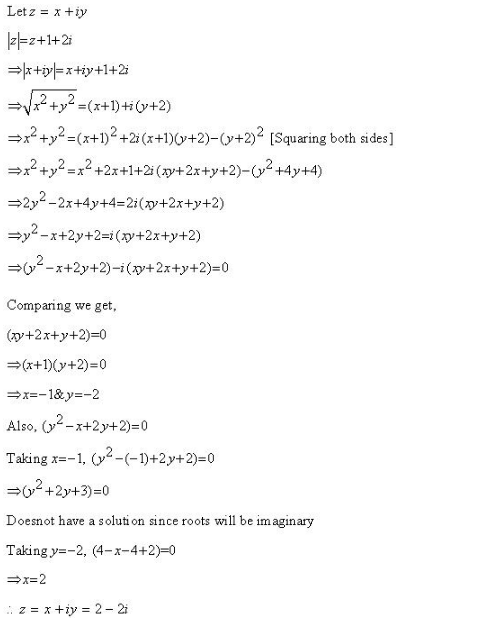 Let z = x + iy
|z|=z+1+2i
⇒|x+iy|=x+iy+1+2i
⇒√(x²+y²)=(x+1)+i(y+2)
⇒x²+y²=(x+1)²+2i(x+1)(y+2)−(y+2)² [Squaring both sides]
⇒x²+y²=x²+2x+1+2i(xy+2x+y+2)−(y²+4y+4)
⇒2y²−2x+4y+4=2i(xy+2x+y+2)
⇒y²−x+2y+2=i(xy+2x+y+2)
⇒(y²−x+2y+2)−i(xy+2x+y+2)=0
Comparing we get,
(xy+2x+y+2)=0
⇒(x+1)(y+2)=0
⇒x=−1&y=−2
Also, (y²−x+2y+2)=0
Taking x=−1, (y²−(−1)+2y+2)=0
⇒(y²+2y+3)=0
Doesnot have a solution since roots will be imaginary
Taking y=−2, (4−x−4+2)=0
⇒x=2
∴ z = x + iy = 2 − 2i